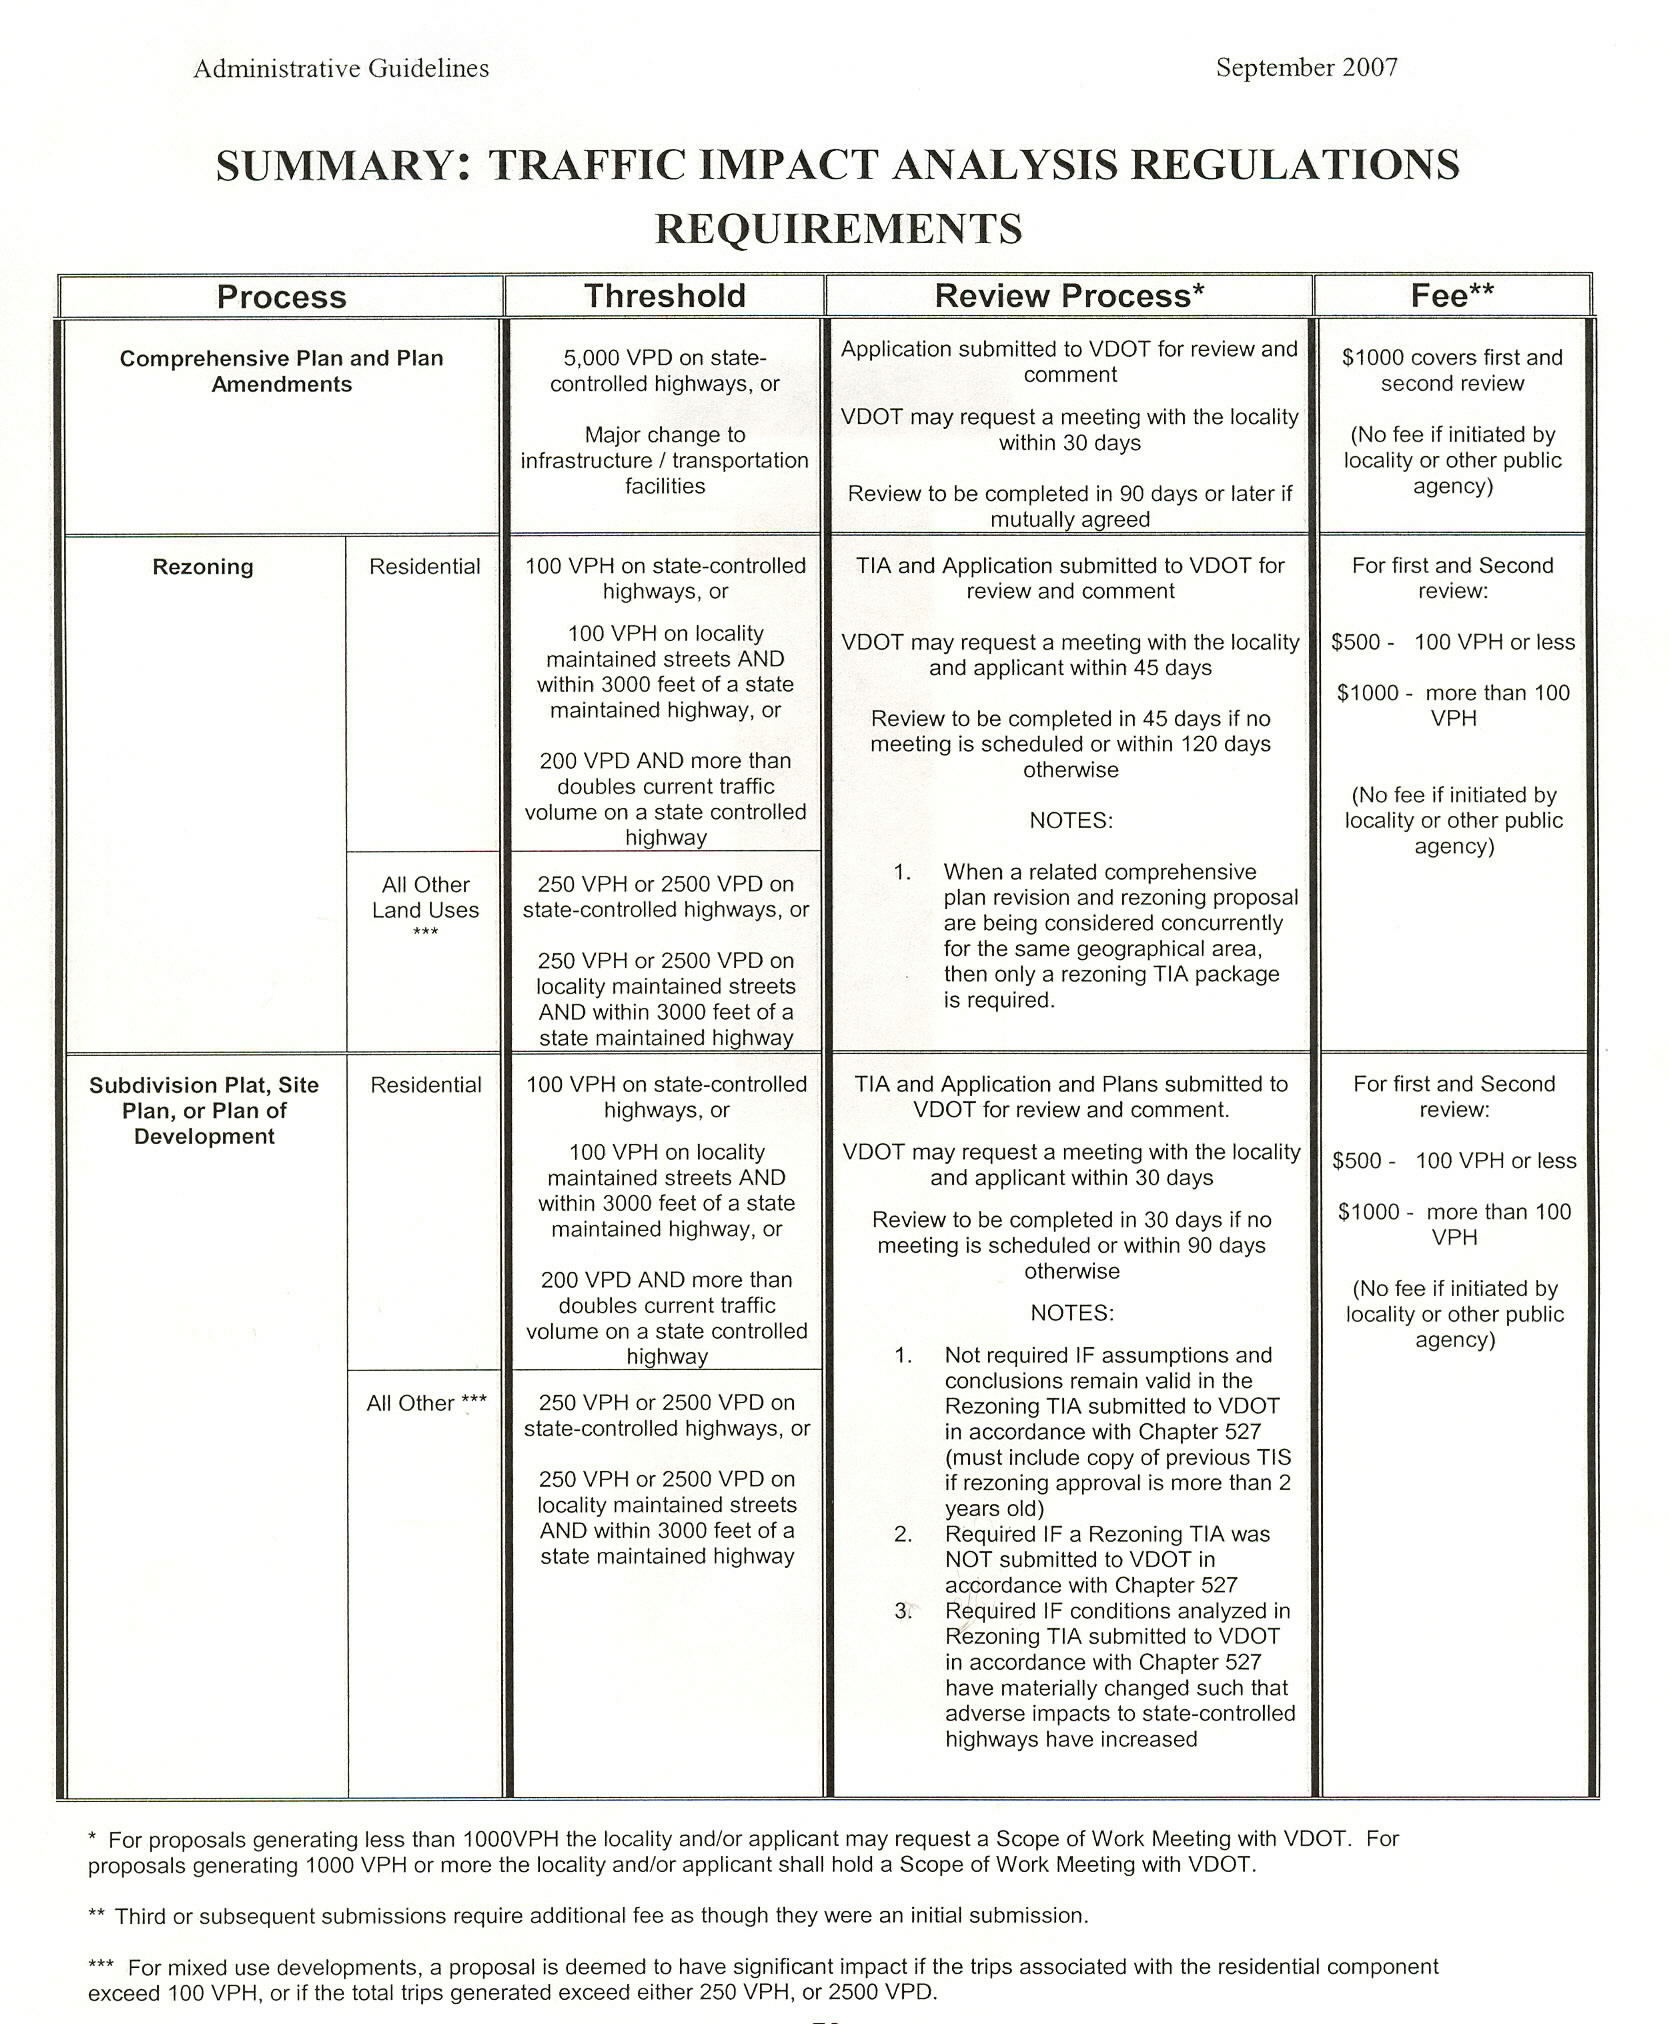 Administrative Guidelines September 2007
SUMMARY: TRAFFIC IMPACT ANALYSIS REGULATIONS
REQUIREMENTS
Process Threshold Review Process* Fee**
Comprehensive Plan and Plan
Amendments
5,000 VPD on state-
controlled highways, or
Major change to
infrastructure / transportation
facilities
Application submitted to VDOT for review and
comment
VDOT may request a meeting with the locality
within 30 days
Review to be completed in 90 days or later if
mutually agreed
$1000 covers first and
second review
(No fee if initiated by
locality or other public
agency)
Rezoning
Residential
100 VPH on state-controlled
highways, or
100 VPH on locality
maintained streets AND
within 3000 feet of a state
maintained highway, or
200 VPD AND more than
doubles current traffic
volume on a state controlled
highway
All Other
Land Uses
***
250 VPH or 2500 VPD on
state-controlled highways, or
250 VPH or 2500 VPD on
locality maintained streets
AND within 3000 feet of a
state maintained highway
TIA and Application submitted to VDOT for
review and comment
VDOT may request a meeting with the locality
and applicant within 45 days
Review to be completed in 45 days if no
meeting is scheduled or within 120 days
otherwise
NOTES:
1. When a related comprehensive
plan revision and rezoning proposal
are being considered concurrently
for the same geographical area,
then only a rezoning TIA package
is required.
For first and Second
review:
$500 - 100 VPH or less
$1000 - more than 100
VPH
(No fee if initiated by
locality or other public
agency)
Subdivision Plat, Site
Plan, or Plan of
Development
Residential
100 VPH on state-controlled
highways, or
100 VPH on locality
maintained streets AND
within 3000 feet of a state
maintained highway, or
200 VPD AND more than
doubles current traffic
volume on a state controlled
highway
All Other ***
250 VPH or 2500 VPD on
state-controlled highways, or
250 VPH or 2500 VPD on
locality maintained streets
AND within 3000 feet of a
state maintained highway
TIA and Application and Plans submitted to
VDOT for review and comment.
VDOT may request a meeting with the locality
and applicant within 30 days
Review to be completed in 30 days if no
meeting is scheduled or within 90 days
otherwise
NOTES:
1. Not required IF assumptions and
conclusions remain valid in the
Rezoning TIA submitted to VDOT
in accordance with Chapter 527
(must include copy of previous TIS
if rezoning approval is more than 2
years old)
2. Required IF a Rezoning TIA was
NOT submitted to VDOT in
accordance with Chapter 527
3. Required IF conditions analyzed in
Rezoning TIA submitted to VDOT
in accordance with Chapter 527
have materially changed such that
adverse impacts to state-controlled
highways have increased
For first and Second
review:
$500 - 100 VPH or less
$1000 - more than 100
VPH
(No fee if initiated by
locality or other public
agency)
* For proposals generating less than 1000VPH the locality and/or applicant may request a Scope of Work Meeting with VDOT. For
proposals generating 1000 VPH or more the locality and/or applicant shall hold a Scope of Work Meeting with VDOT.
** Third or subsequent submissions require additional fee as though they were an initial submission.
*** For mixed use developments, a proposal is deemed to have significant impact if the trips associated with the residential component
exceed 100 VPH, or if the total trips generated exceed either 250 VPH, or 2500 VPD.